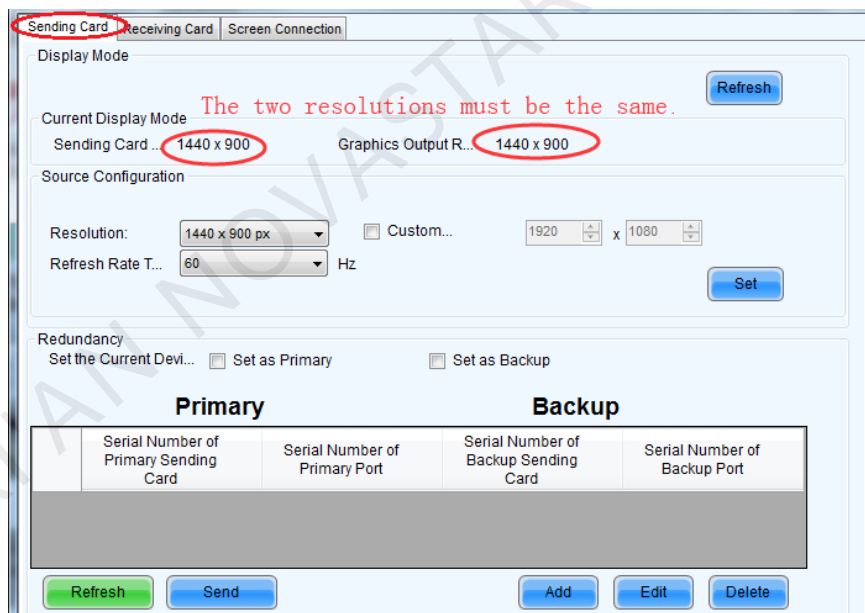 Sending Card Receiving Card Screen Connection
Display Mode
Refresh
The two resolutions must be the same.
Current Display Mode
Sending Card ... 1440 x 900 Graphics Output R... 1440 x 900
Source Configuration
Resolution: 1440 x 900 px Custom... 1920 x 1080
Refresh Rate T... 60 Hz
Set
Redundancy
Set the Current Devi... Set as Primary Set as Backup
Primary Backup
Serial Number of Primary Sending Card Serial Number of Primary Port Serial Number of Backup Sending Card Serial Number of Backup Port
Refresh Send Add Edit Delete
AN NOVASTAR